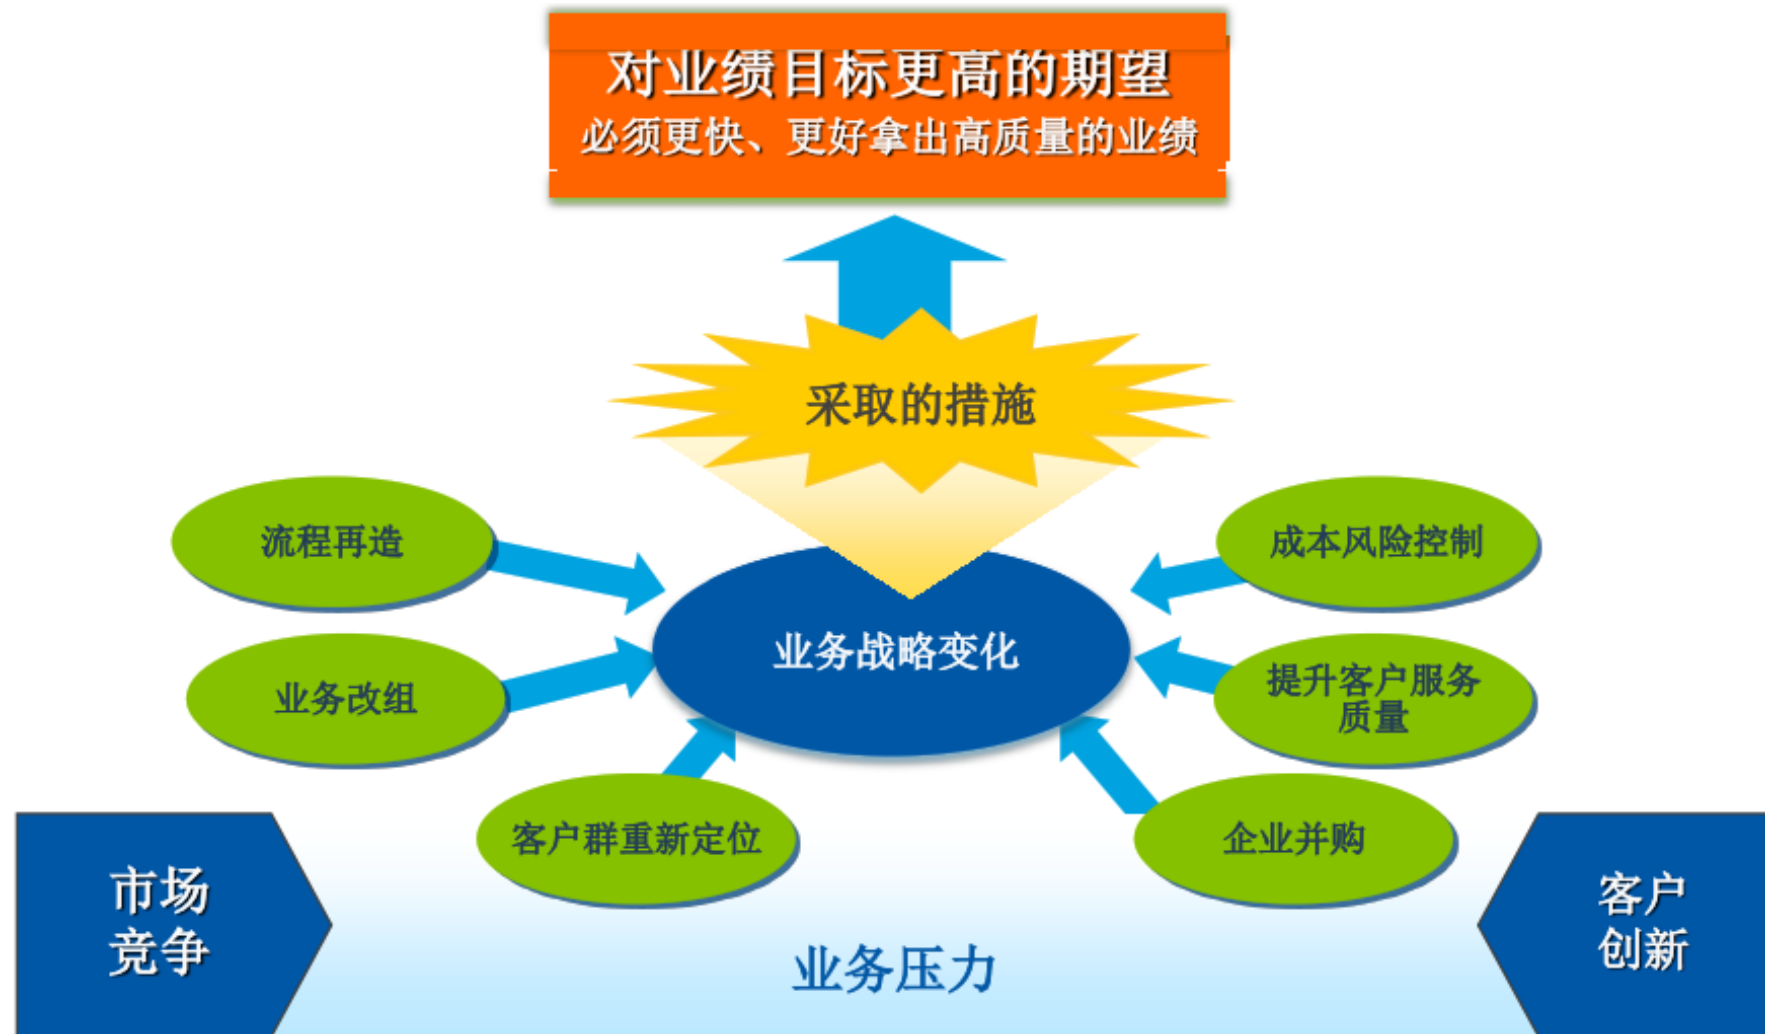 对业绩目标更高的期望
必须更快、更好拿出高质量的业绩
采取的措施
流程再造
成本风险控制
业务战略变化
业务改组
提升客户服务
质量
客户群重新定位
企业并购
市场
竞争
客户
创新
业务压力